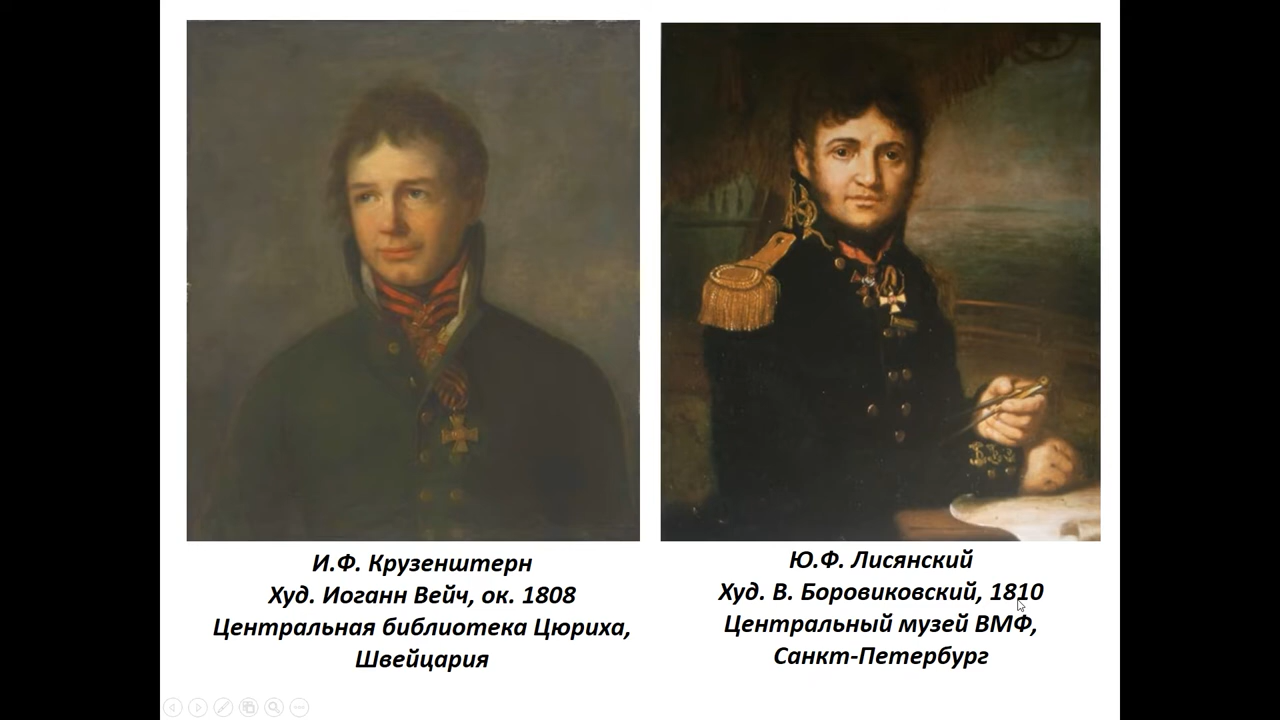 И.Ф. Крузенштерн
Худ. Иоганн Вейч, ок. 1808
Центральная библиотека Цюриха,
Швейцария
Ю.Ф. Лисянский
Худ. В. Боровиковский, 1810
Центральный музей ВМФ,
Санкт-Петербург